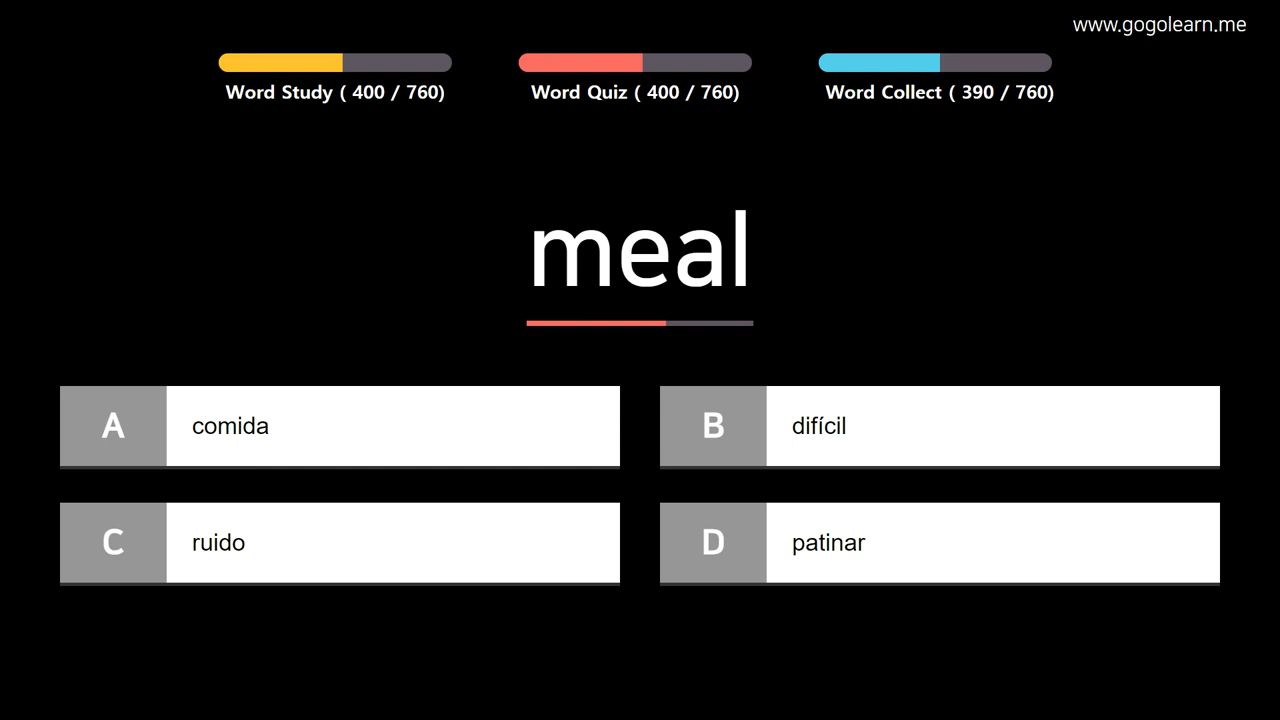 www.gogolearn.me
Word Study ( 400 / 760)
Word Quiz ( 400 / 760)
Word Collect ( 390 / 760)
meal
A comida
B difícil
C ruido
D patinar